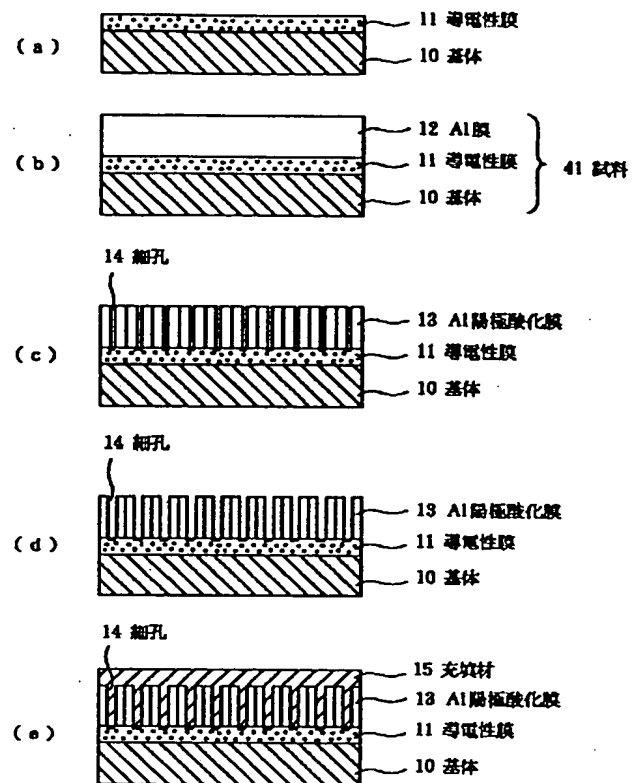 11 導電性膜
(a)
10 基体
12 Al膜
(b)
11 導電性膜
41 試料
10 基体
14 細孔
13 Al陽極酸化膜
(c)
11 導電性膜
10 基体
14 細孔
13 Al陽極酸化膜
(d)
11 導電性膜
10 基体
14 細孔
15 充填材
13 Al陽極酸化膜
(e)
11 導電性膜
10 基体